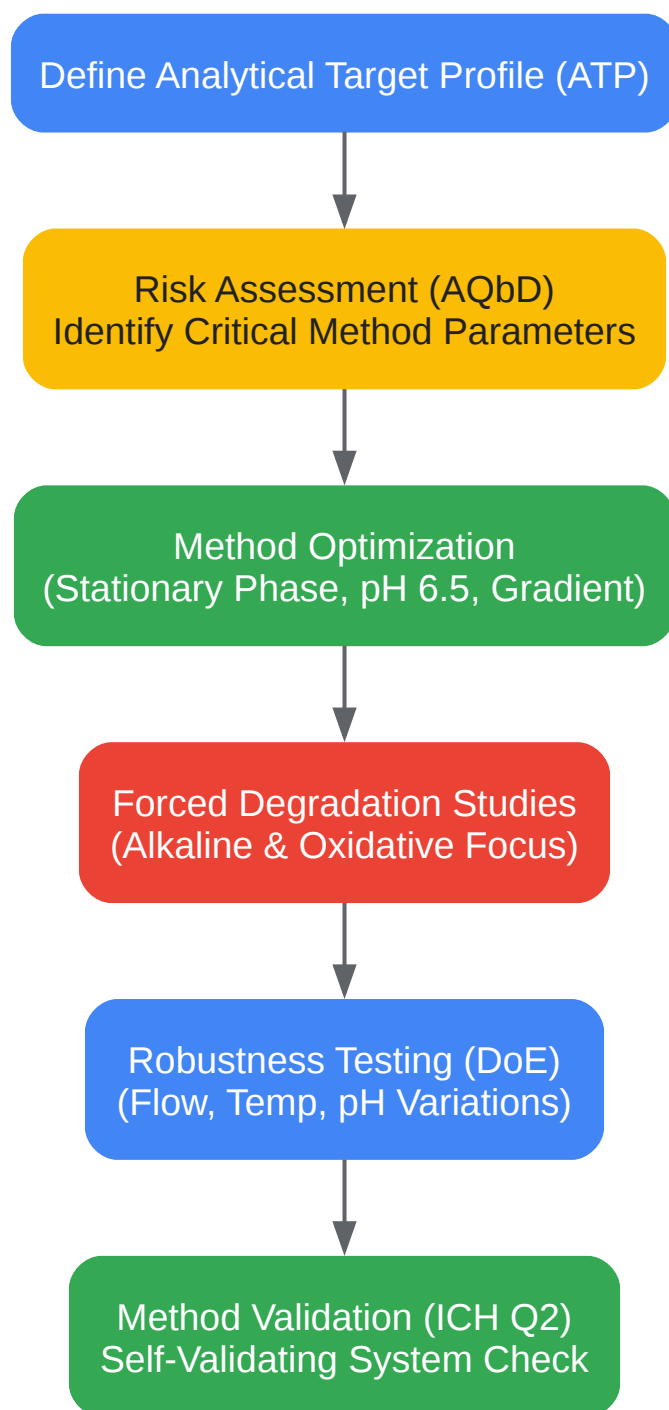 Define Analytical Target Profile (ATP)
Risk Assessment (AQbD)
Identify Critical Method Parameters
Method Optimization
(Stationary Phase, pH 6.5, Gradient)
Forced Degradation Studies
(Alkaline & Oxidative Focus)
Robustness Testing (DoE)
(Flow, Temp, pH Variations)
Method Validation (ICH Q2)
Self-Validating System Check